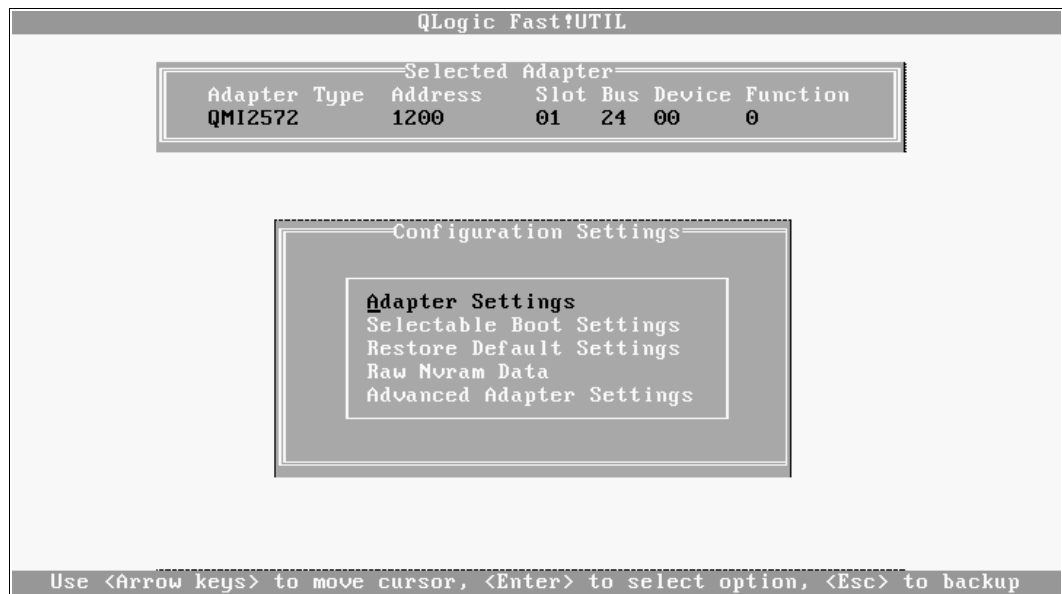 QLogic Fast!UTIL
Selected Adapter
Adapter Type Address Slot Bus Device Function
QMI2572 1200 01 24 00 0
Configuration Settings
Adapter Settings
Selectable Boot Settings
Restore Default Settings
Raw Nvram Data
Advanced Adapter Settings
Use <Arrow keys> to move cursor, <Enter> to select option, <Esc> to backup